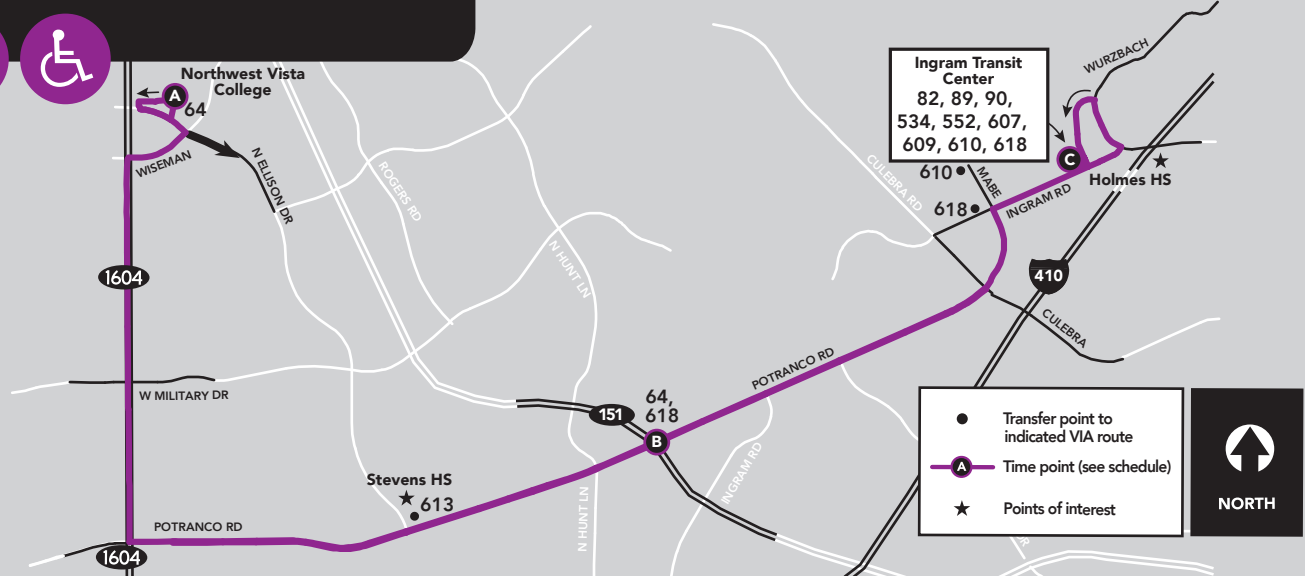 Northwest Vista
College
A
64
WISEMAN
N ELLISON DR
ROGERS RD
1604
W MILITARY DR
Stevens HS
613
POTRANCO RD
1604
N HUNT LN
N HUNT LN
151
64,
618
B
INGRAM RD
POTRANCO RD
CULEBRA RD
Ingram Transit
Center
82, 89, 90,
534, 552, 607,
609, 610, 618
610
618
MABE
INGRAM RD
C
Holmes HS
WURZBACH
410
CULEBRA
Transfer point to
indicated VIA route
A
Time point (see schedule)
Points of interest
NORTH